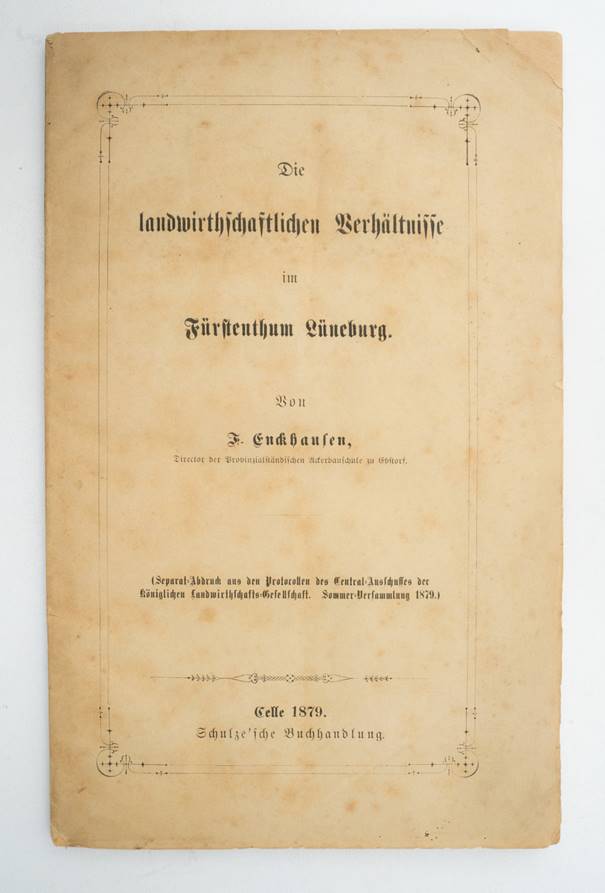 Die
landwirthschaftlichen Verhältnisse
im
Fürstenthum Lüneburg.
Von
F. Enckhausen,
Director der Provinzialständischen Ackerbauschule zu Ebstorf.
(Separat-Abdruck aus den Protocollen des Central-Ausschusses der
Königlichen Landwirthschafts-Gesellschaft. Sommer-Versammlung 1879.)
Celle 1879.
Schulze'sche Buchhandlung.